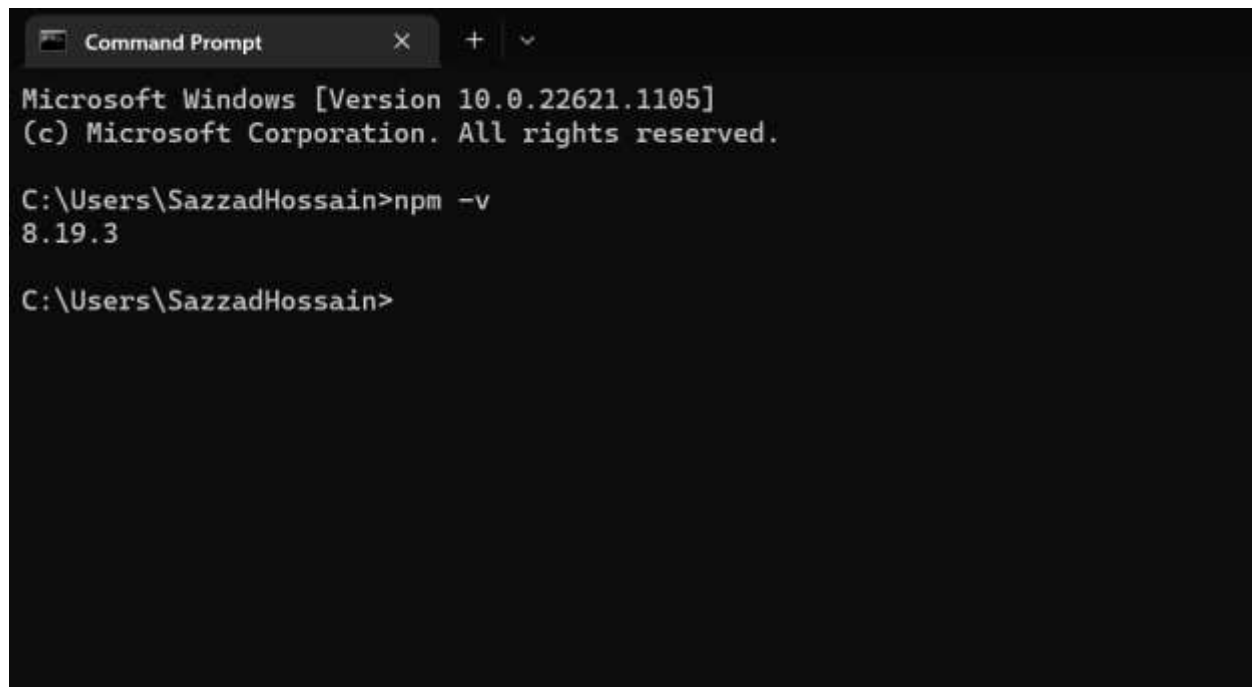 Command Prompt
Microsoft Windows [Version 10.0.22621.1105]
(c) Microsoft Corporation. All rights reserved.
C:\Users\SazzadHossain>npm -v
8.19.3
C:\Users\SazzadHossain>